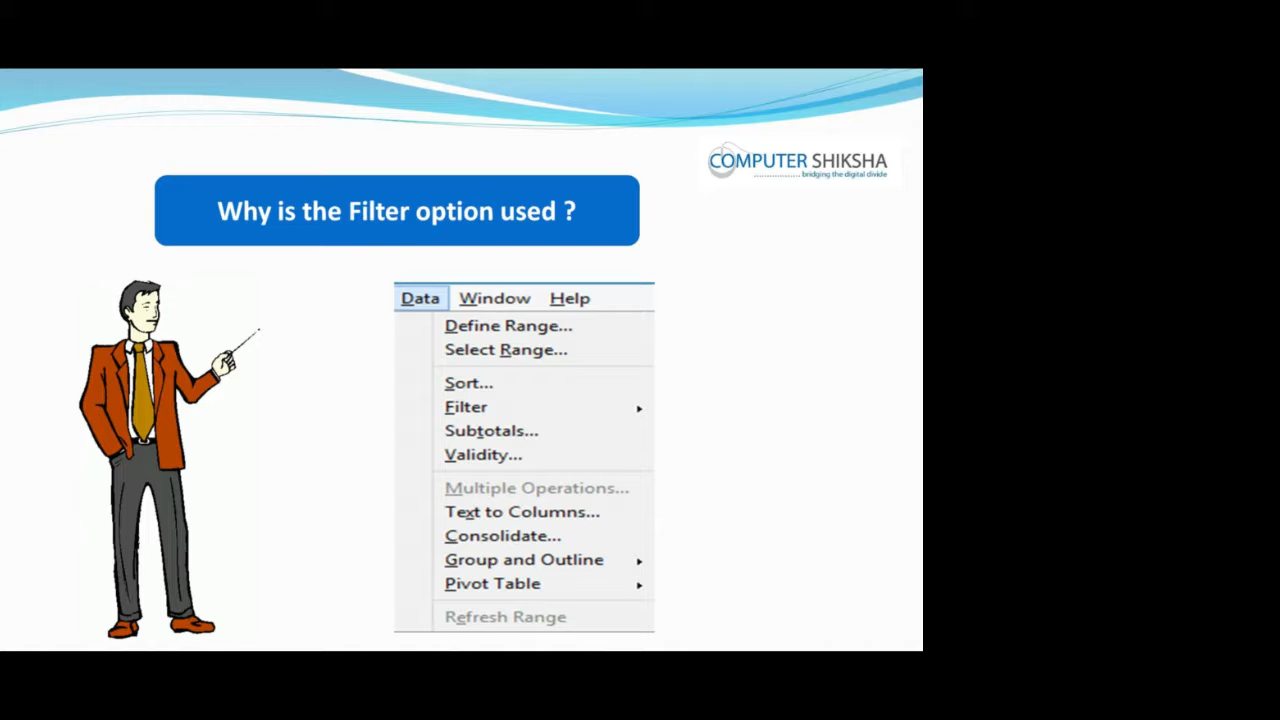 COMPUTER SHIKSHA
bridging the digital divide
Why is the Filter option used ?
Data Window Help
Define Range...
Select Range...
Sort...
Filter
Subtotals...
Validity...
Multiple Operations...
Text to Columns...
Consolidate...
Group and Outline
Pivot Table
Refresh Range